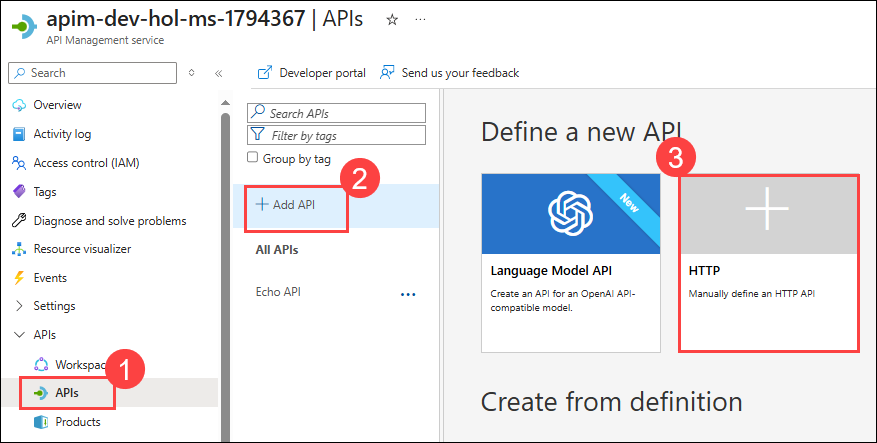 apim-dev-hol-ms-1794367 | APIs
API Management service
Search
Developer portal
Send us your feedback
Overview
Activity log
Access control (IAM)
Tags
Diagnose and solve problems
Resource visualizer
Events
Settings
APIs
Workspac
1
APIs
Products
Search APIs
Filter by tags
Group by tag
2
Add API
All APIs
Echo API
Define a new API
3
New
Language Model API
Create an API for an OpenAI API-
compatible model.
HTTP
Manually define an HTTP API
Create from definition